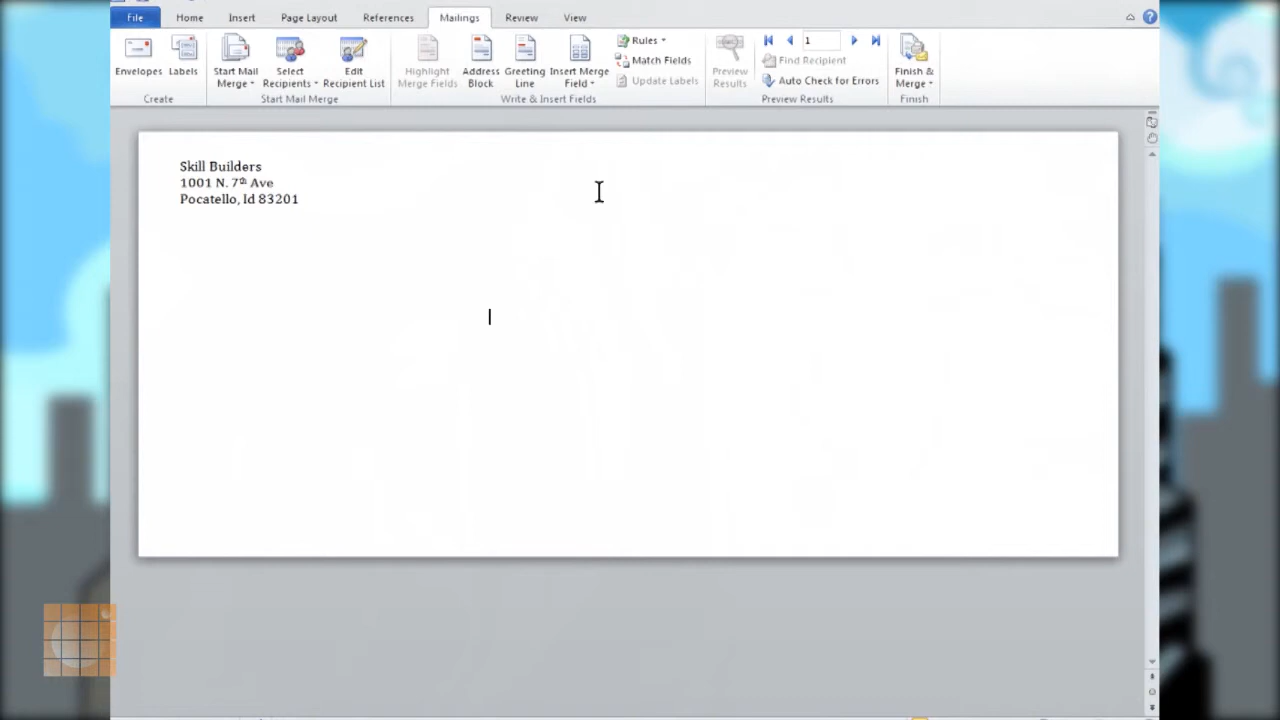 File Home Insert Page Layout References Mailings Review View
Envelopes Labels Start Mail Merge Select Recipients Edit Recipient List Highlight Merge Fields Address Block Greeting Line Insert Merge Field Rules Match Fields Update Labels Preview Results 1 Find Recipient Auto Check for Errors Finish & Merge
Create Start Mail Merge Write & Insert Fields Preview Results Finish
Skill Builders
1001 N. 7th Ave
Pocatello, Id 83201